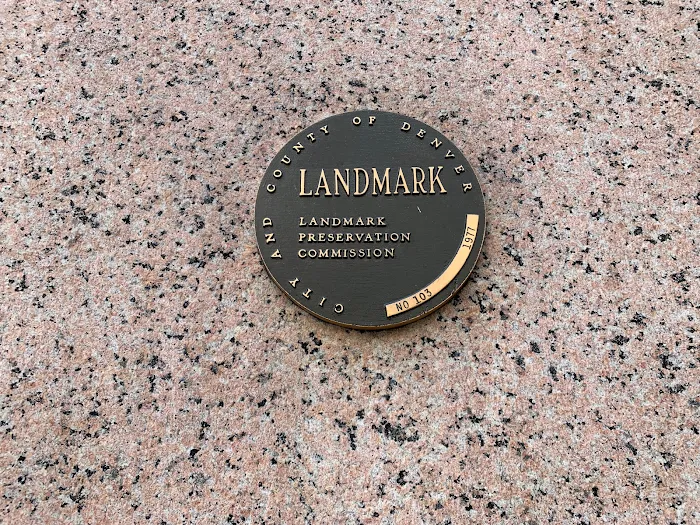 CITY AND COUNTY OF DENVER
LANDMARK
LANDMARK
PRESERVATION
COMMISSION
NO 103 1977